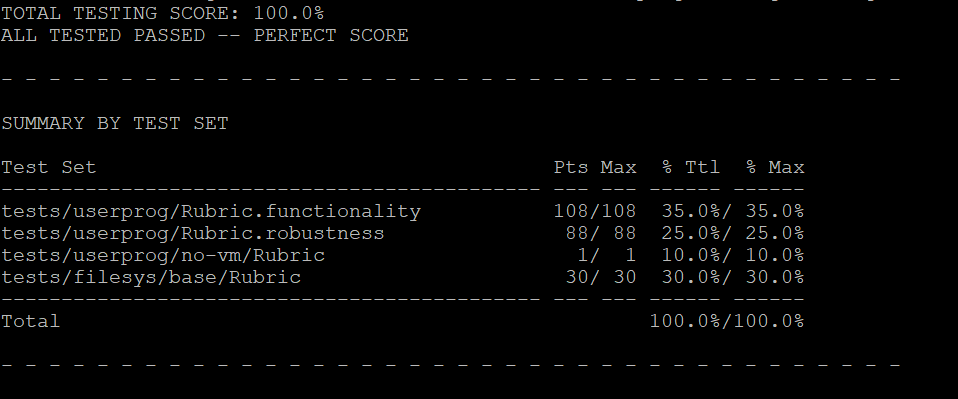 TOTAL TESTING SCORE: 100.0%
ALL TESTED PASSED -- PERFECT SCORE
- - - - - - - - - - - - - - - - - - - - - - - - - - - - - - - - - - - - - -
SUMMARY BY TEST SET
Test Set                                      Pts Max  % Ttl  % Max
--------------------------------------------- --- --- ------ ------
tests/userprog/Rubric.functionality           108/108  35.0%/ 35.0%
tests/userprog/Rubric.robustness               88/ 88  25.0%/ 25.0%
tests/userprog/no-vm/Rubric                     1/  1  10.0%/ 10.0%
tests/filesys/base/Rubric                      30/ 30  30.0%/ 30.0%
--------------------------------------------- --- --- ------ ------
Total                                                 100.0%/100.0%
- - - - - - - - - - - - - - - - - - - - - - - - - - - - - - - - - - - - - -